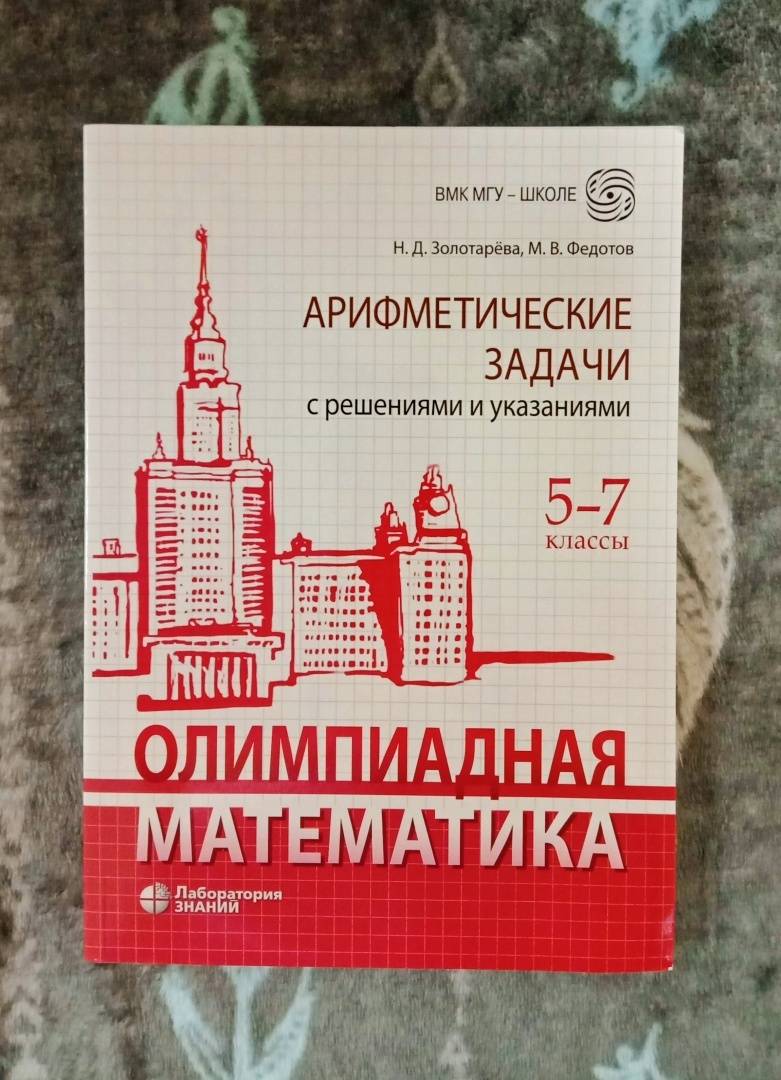 ВМК МГУ – ШКОЛЕ
Н. Д. Золотарёва, М. В. Федотов
АРИФМЕТИЧЕСКИЕ
ЗАДАЧИ
с решениями и указаниями
5–7
классы
ОЛИМПИАДНАЯ
МАТЕМАТИКА
Лаборатория
ЗНАНИЙ